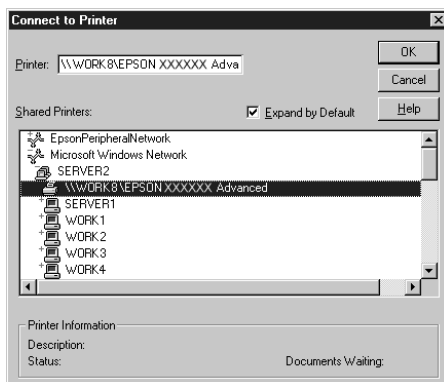 Connect to Printer
Printer: \\WORK8\EPSON XXXXXX Adva
OK
Cancel
Help
Shared Printers:
Expand by Default
EpsonPeripheralNetwork
Microsoft Windows Network
SERVER2
\\WORK8\EPSON XXXXXX Advanced
SERVER1
WORK1
WORK2
WORK3
WORK4
Printer Information
Description:
Status: Documents Waiting: